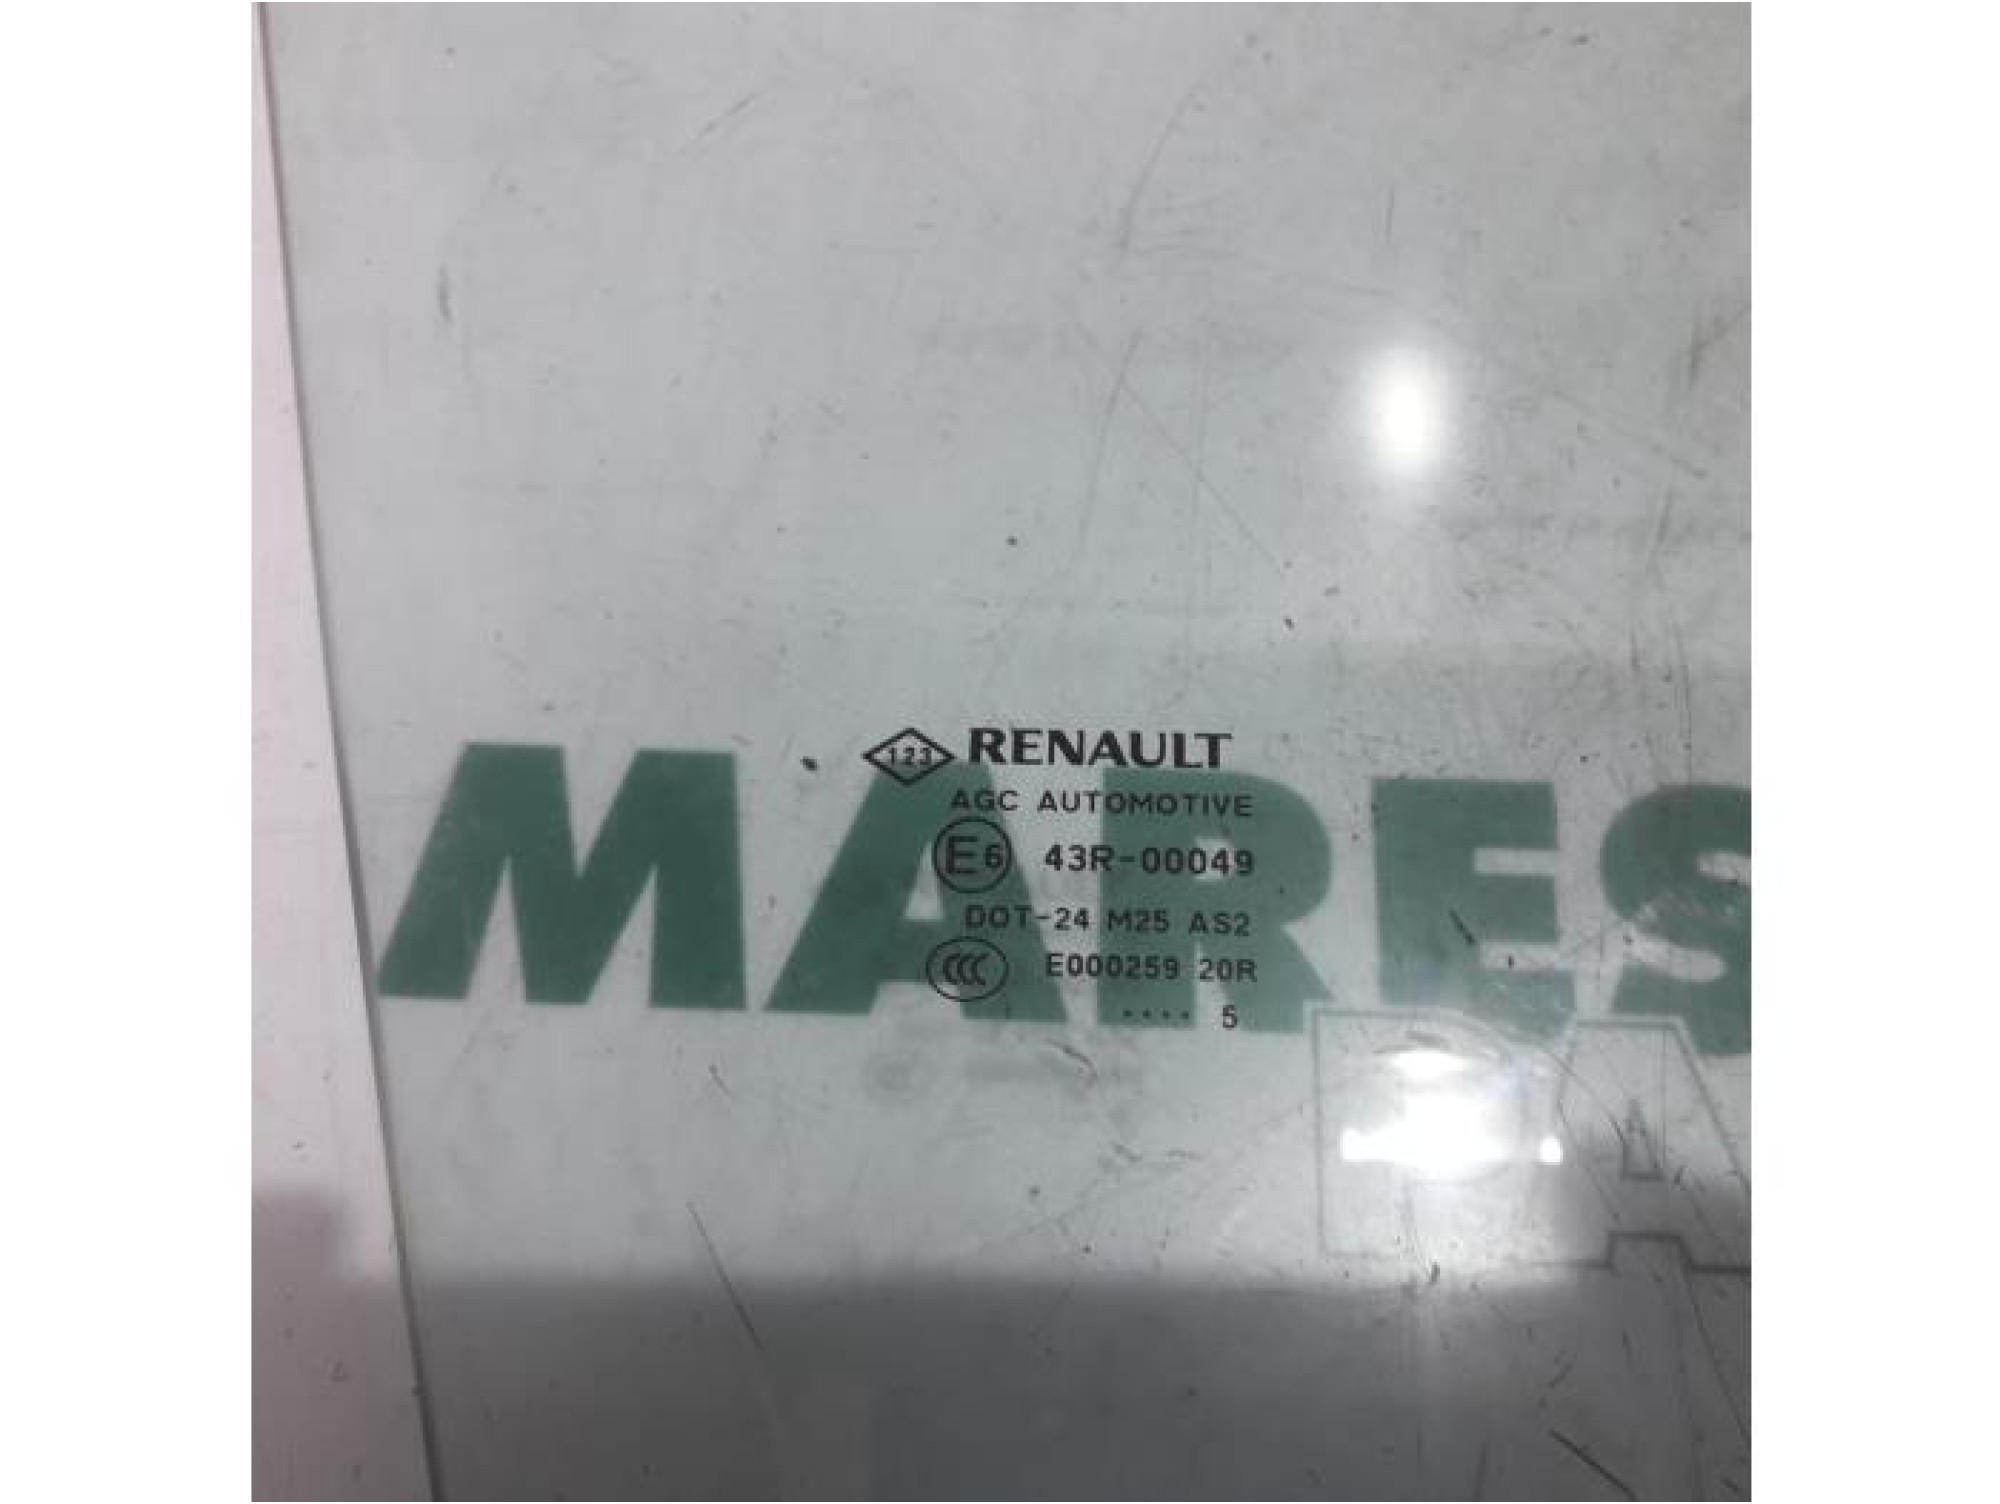 123 RENAULT
AGC AUTOMOTIVE
E6 43R-00049
DOT-24 M25 AS2
CCC E000259 20R
.... 5
MARES
A